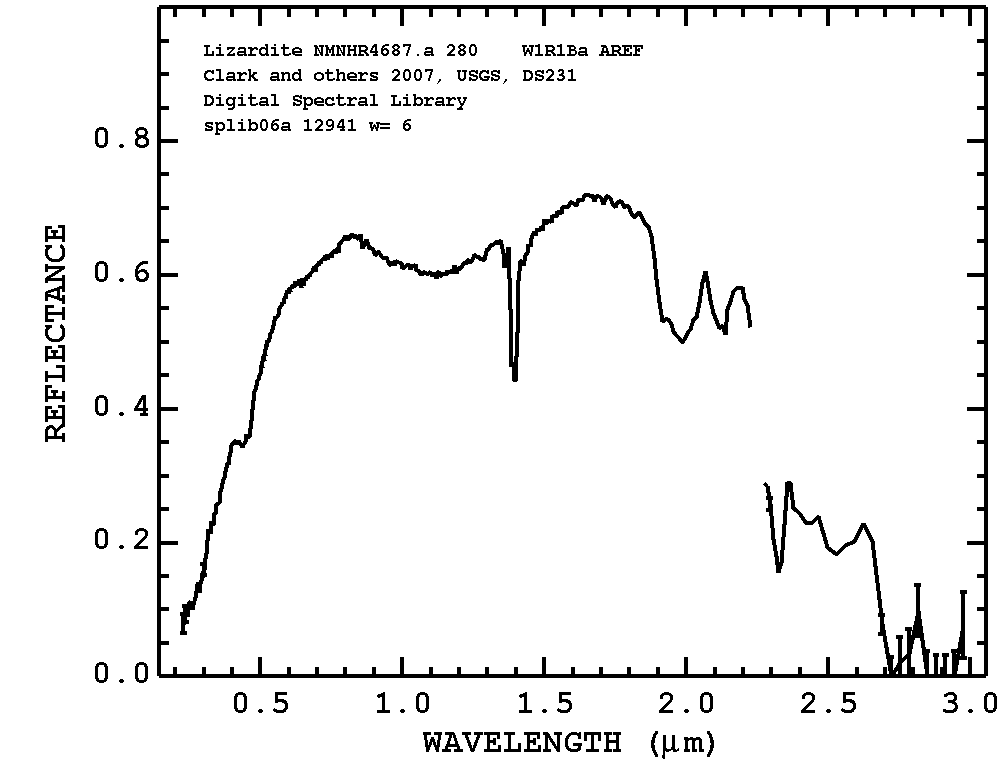 Lizardite NMNHR4687.a 280 W1R1Ba AREF
Clark and others 2007, USGS, DS231
Digital Spectral Library
splib06a 12941 w= 6
REFLECTANCE
0.8
0.6
0.4
0.2
0.0
0.5 1.0 1.5 2.0 2.5 3.0
WAVELENGTH (μm)